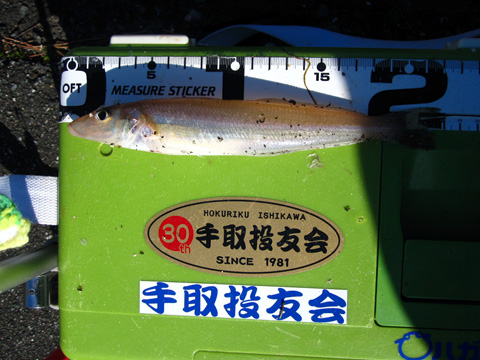 5 15 2
0FT MEASURE STICKER
HOKURIKU ISHIKAWA
30th 手取投友会
SINCE 1981
手取投友会